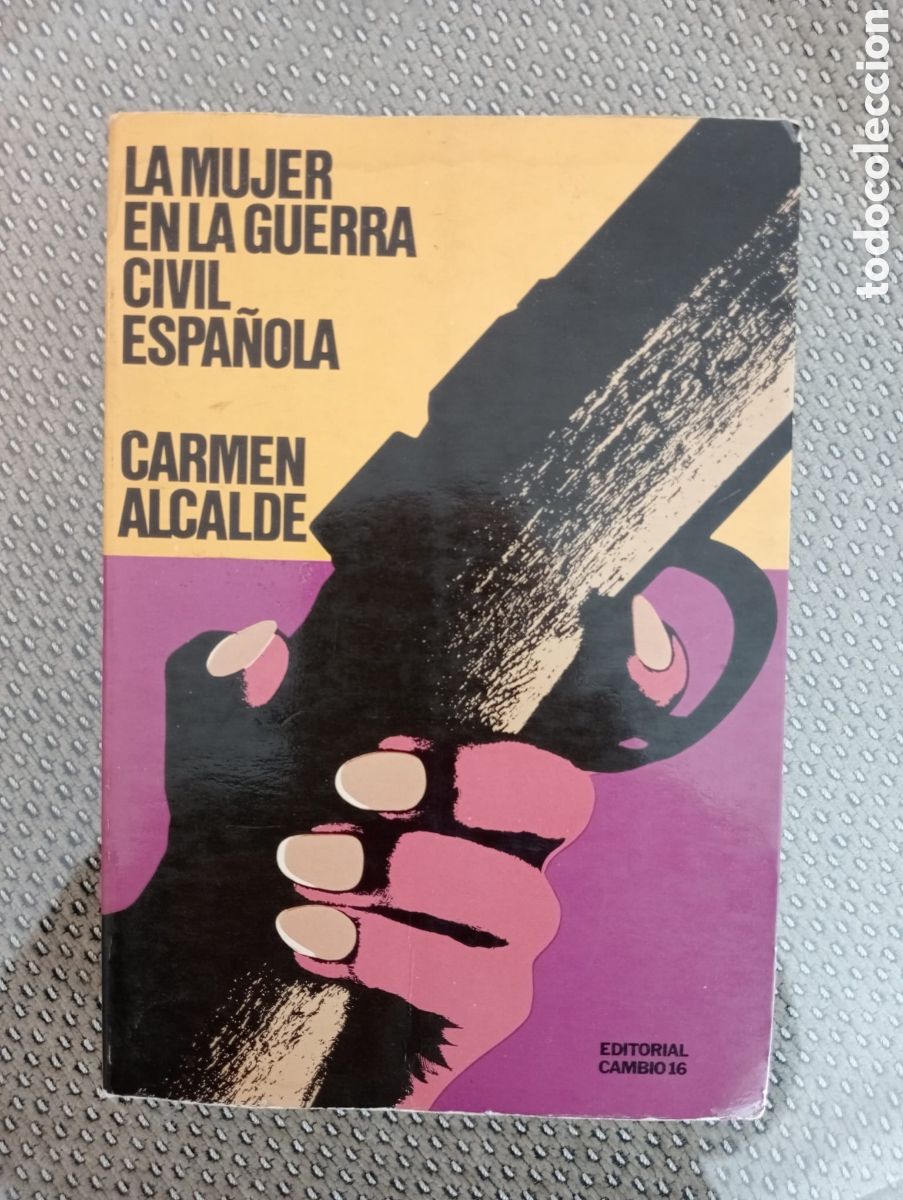 LA MUJER
EN LA GUERRA
CIVIL
ESPAÑOLA
CARMEN
ALCALDE
EDITORIAL
CAMBIO 16
todocoleccion